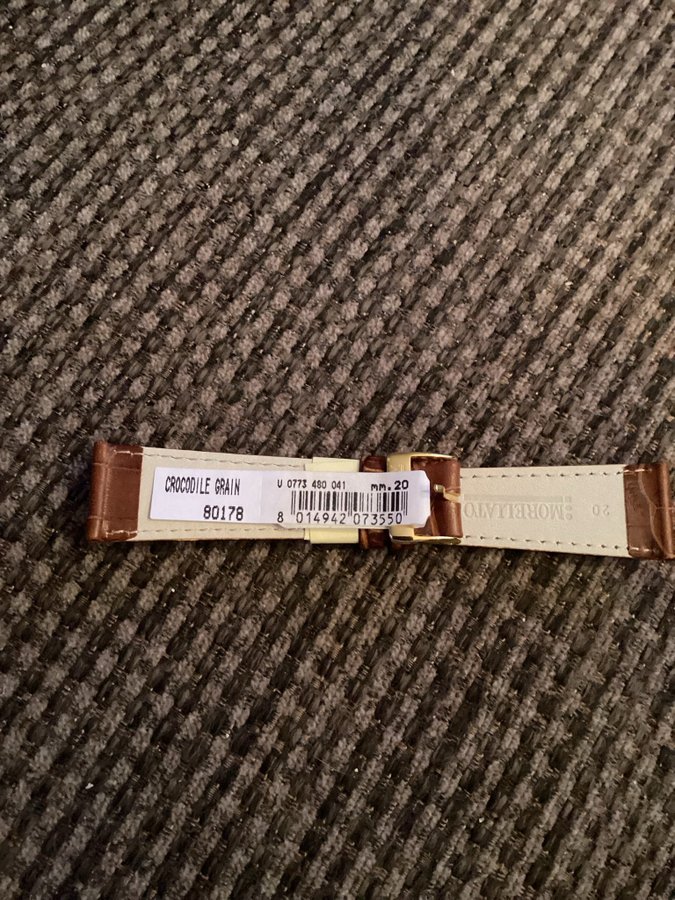 CROCODILE GRAIN
80178
U 0773 480 041 mm.20
8 014942 073550
MORELLATO
20